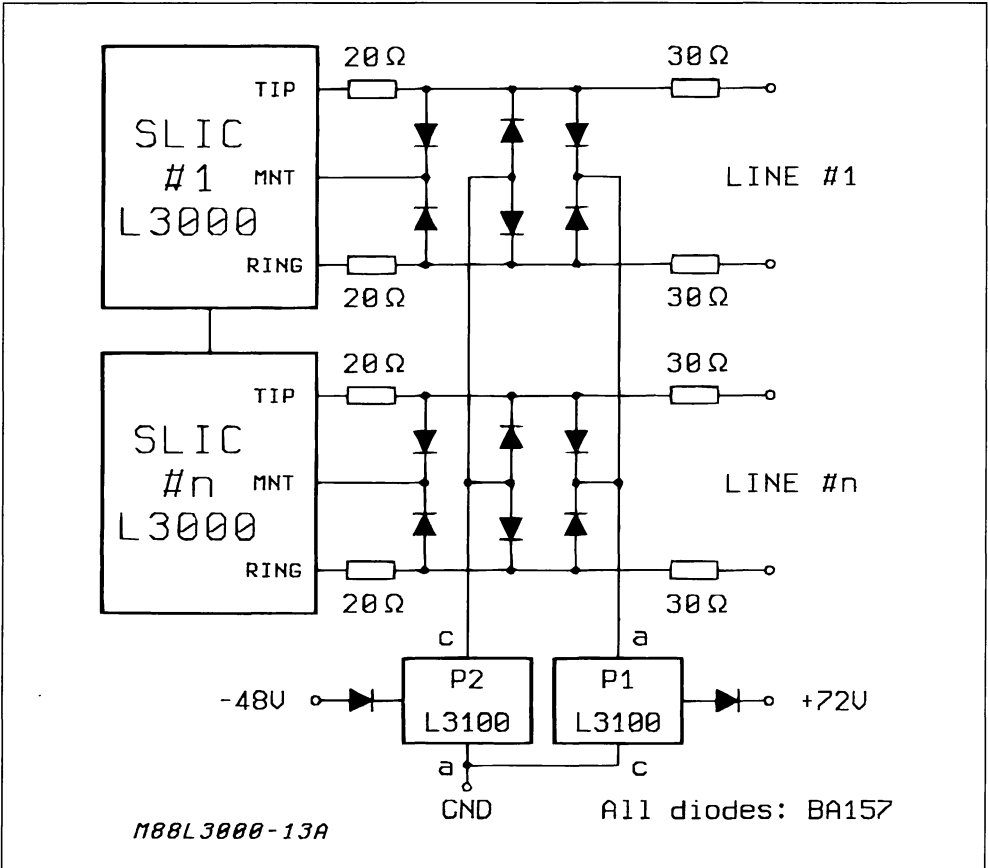 20Ω 30Ω
TIP
SLIC
#1 MNT LINE #1
L3000
RING
20Ω 30Ω
20Ω 30Ω
TIP
SLIC
#n MNT LINE #n
L3000
RING
20Ω 30Ω
c a
P2 P1
-48V +72V
L3100 L3100
a c
GND All diodes: BA157
M88L3000-13A